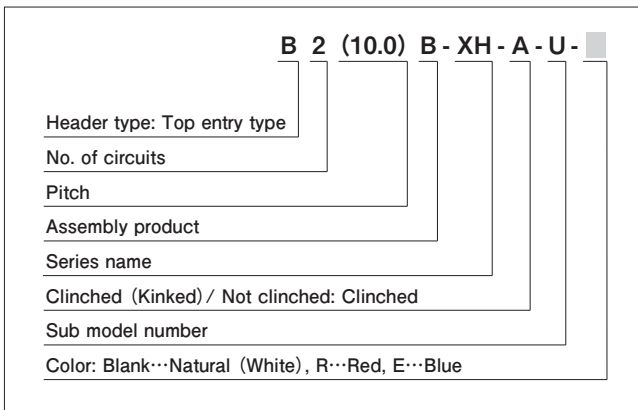 B 2 (10.0) B - XH - A - U -
Header type: Top entry type
No. of circuits
Pitch
Assembly product
Series name
Clinched (Kinked) / Not clinched: Clinched
Sub model number
Color: Blank…Natural (White), R…Red, E…Blue